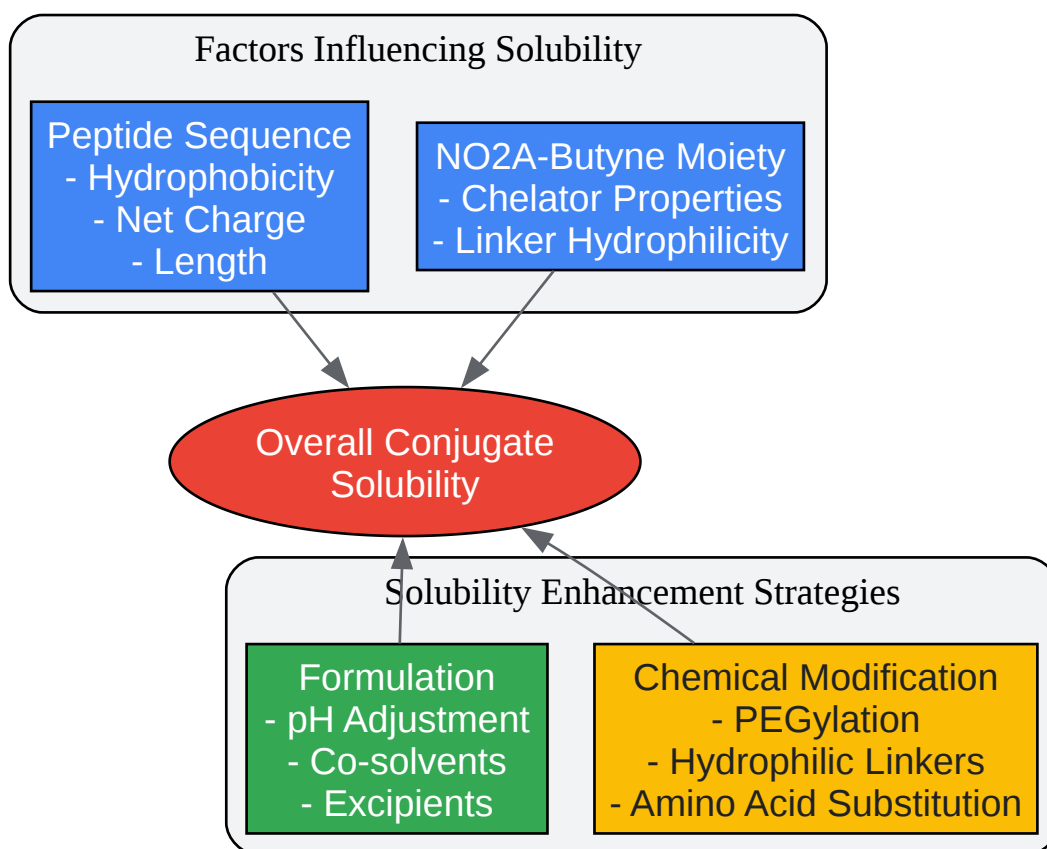 Factors Influencing Solubility
Peptide Sequence
- Hydrophobicity
- Net Charge
- Length
NO2A-Butyne Moiety
- Chelator Properties
- Linker Hydrophilicity
Overall Conjugate
Solubility
Solubility Enhancement Strategies
Formulation
- pH Adjustment
- Co-solvents
- Excipients
Chemical Modification
- PEGylation
- Hydrophilic Linkers
- Amino Acid Substitution